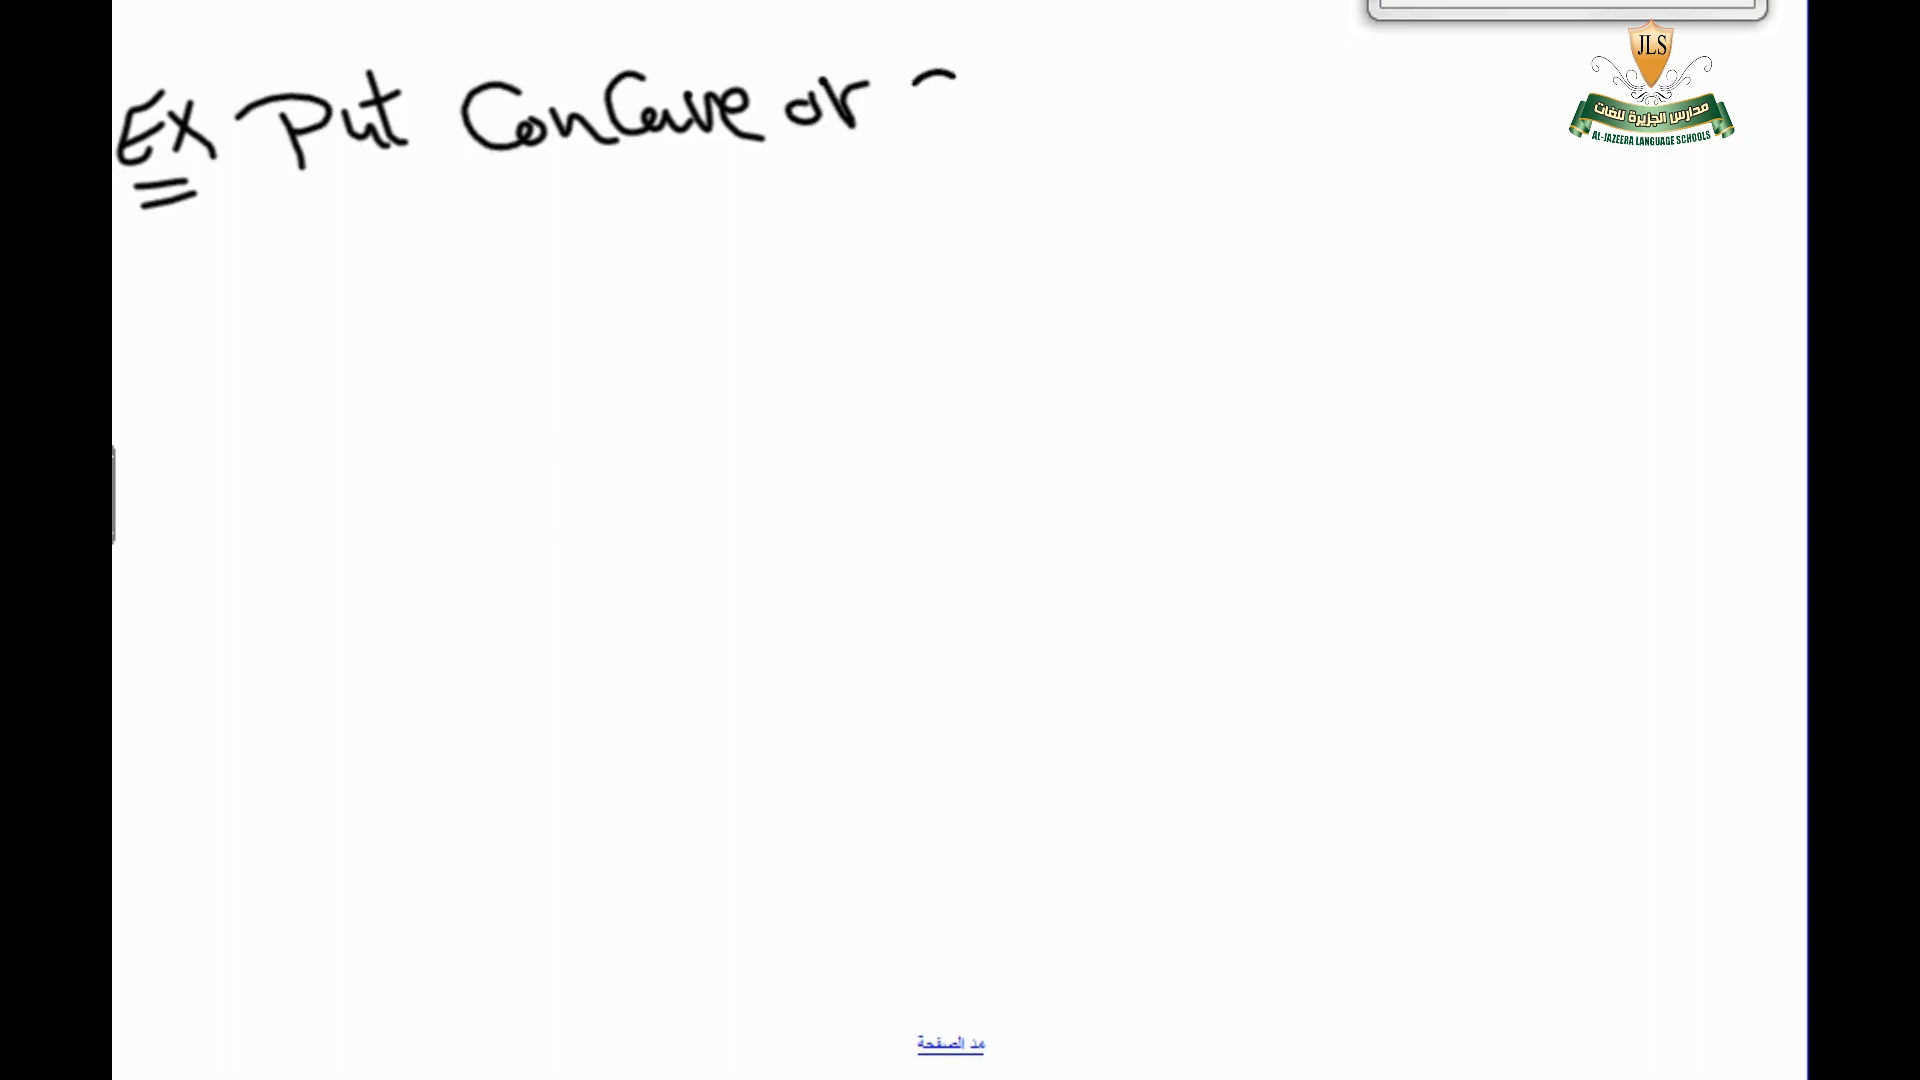 JLS
Ex Put Concave or
مدارس الجزيرة للغات
AL-JAZEERA LANGUAGE SCHOOLS
مد الصفحة